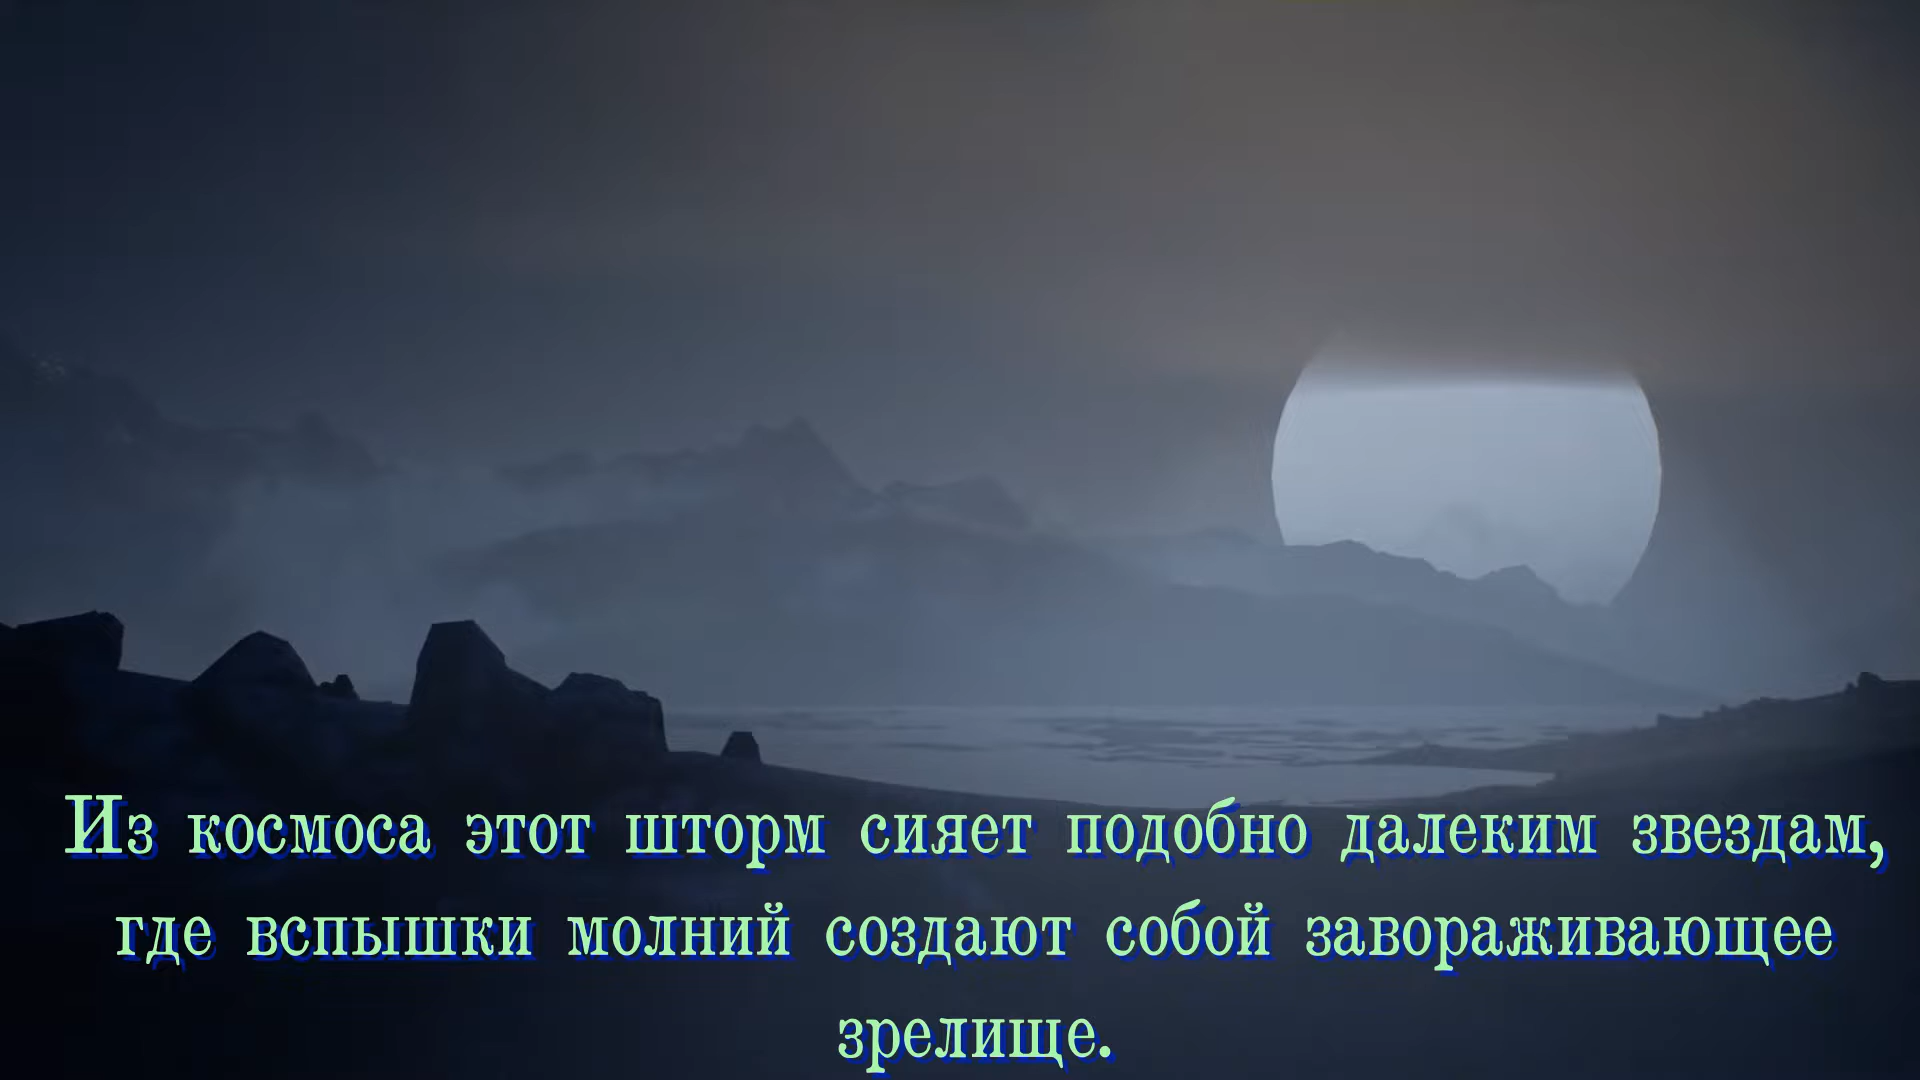 Из космоса этот шторм сияет подобно далеким звездам,
где вспышки молний создают собой завораживающее
зрелище.